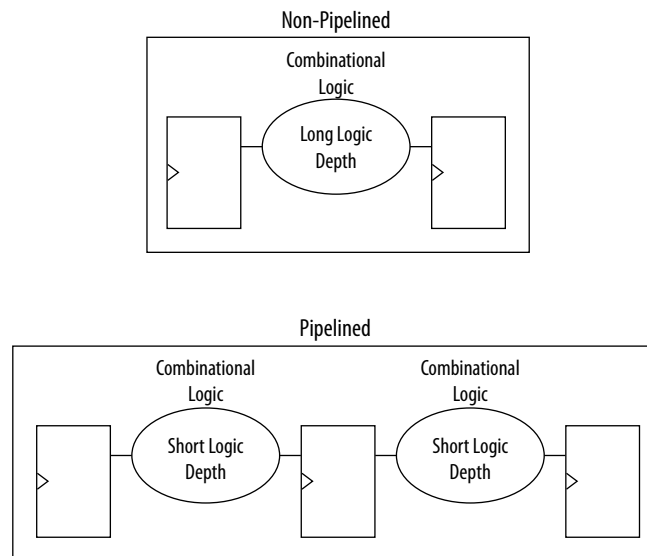 Non-Pipelined
Combinational
Logic
Long Logic
Depth
Pipelined
Combinational
Logic
Combinational
Logic
Short Logic
Depth
Short Logic
Depth